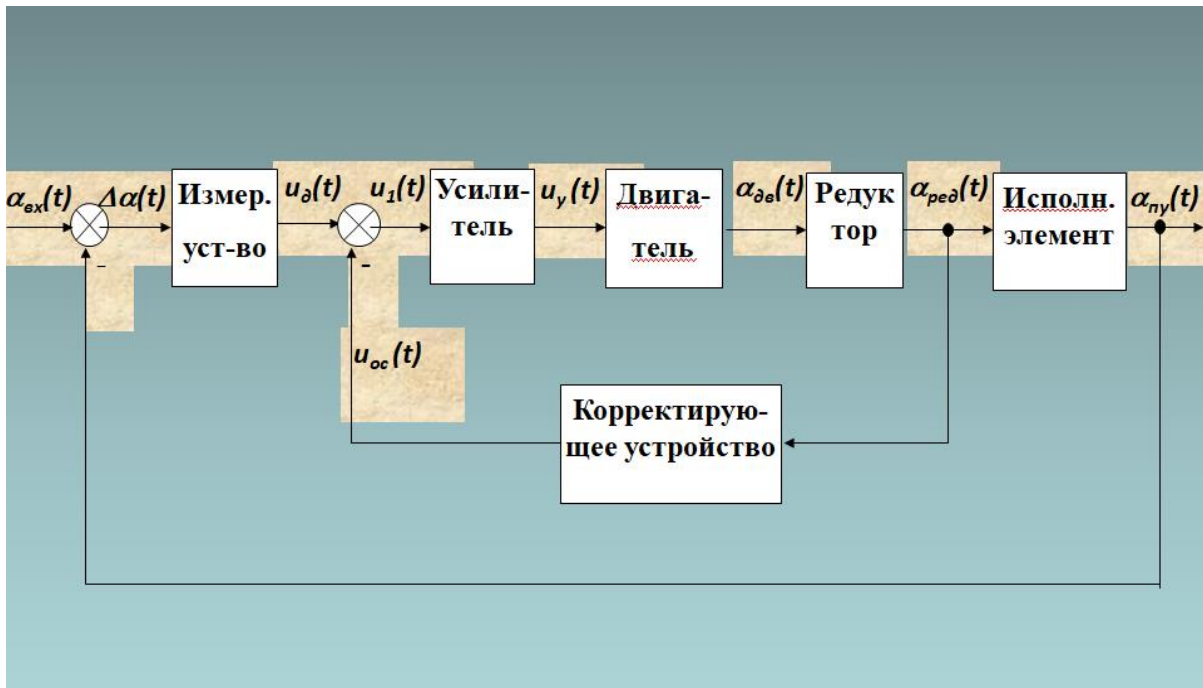 αвх(t)
Δα(t)
Измер.
уст-во
uд(t)
u1(t)
Усили-
тель
uу(t)
Двига-
тель
αдв(t)
Редук
тор
αред(t)
Исполн.
элемент
αпу(t)
-
-
uос(t)
Корректирую-
щее устройство